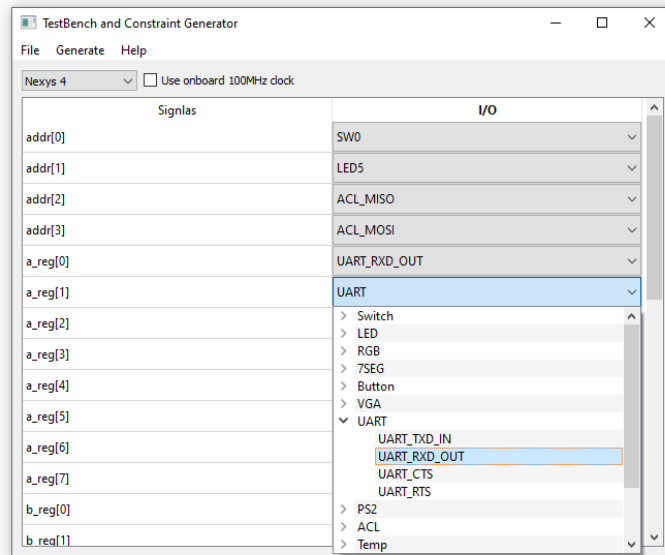 TestBench and Constraint Generator
File Generate Help
Nexys 4 Use onboard 100MHz clock
Signlas I/O
addr[0] SW0
addr[1] LED5
addr[2] ACL_MISO
addr[3] ACL_MOSI
a_reg[0] UART_RXD_OUT
a_reg[1] UART
a_reg[2] Switch
LED
a_reg[3] RGB
7SEG
a_reg[4] Button
VGA
a_reg[5] UART
UART_TXD_IN
a_reg[6] UART_RXD_OUT
a_reg[7] UART_CTS
UART_RTS
b_reg[0] PS2
ACL
b_reg[1] Temp